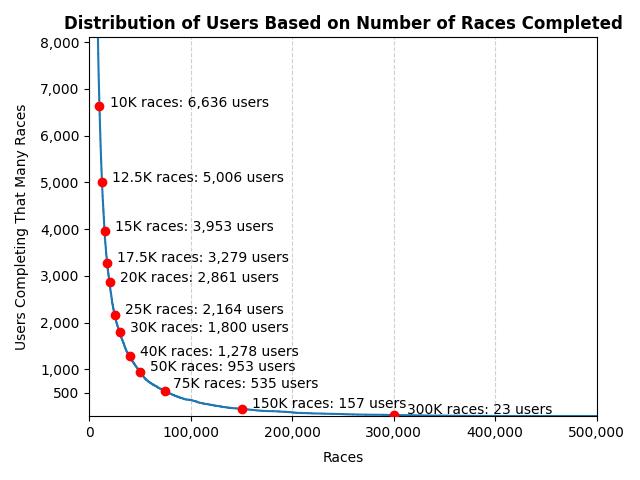 Distribution of Users Based on Number of Races Completed
Users Completing That Many Races
8,000
7,000
6,000
5,000
4,000
3,000
2,000
1,000
500
10K races: 6,636 users
12.5K races: 5,006 users
15K races: 3,953 users
17.5K races: 3,279 users
20K races: 2,861 users
25K races: 2,164 users
30K races: 1,800 users
40K races: 1,278 users
50K races: 953 users
75K races: 535 users
150K races: 157 users
300K races: 23 users
0
100,000
200,000
300,000
400,000
500,000
Races